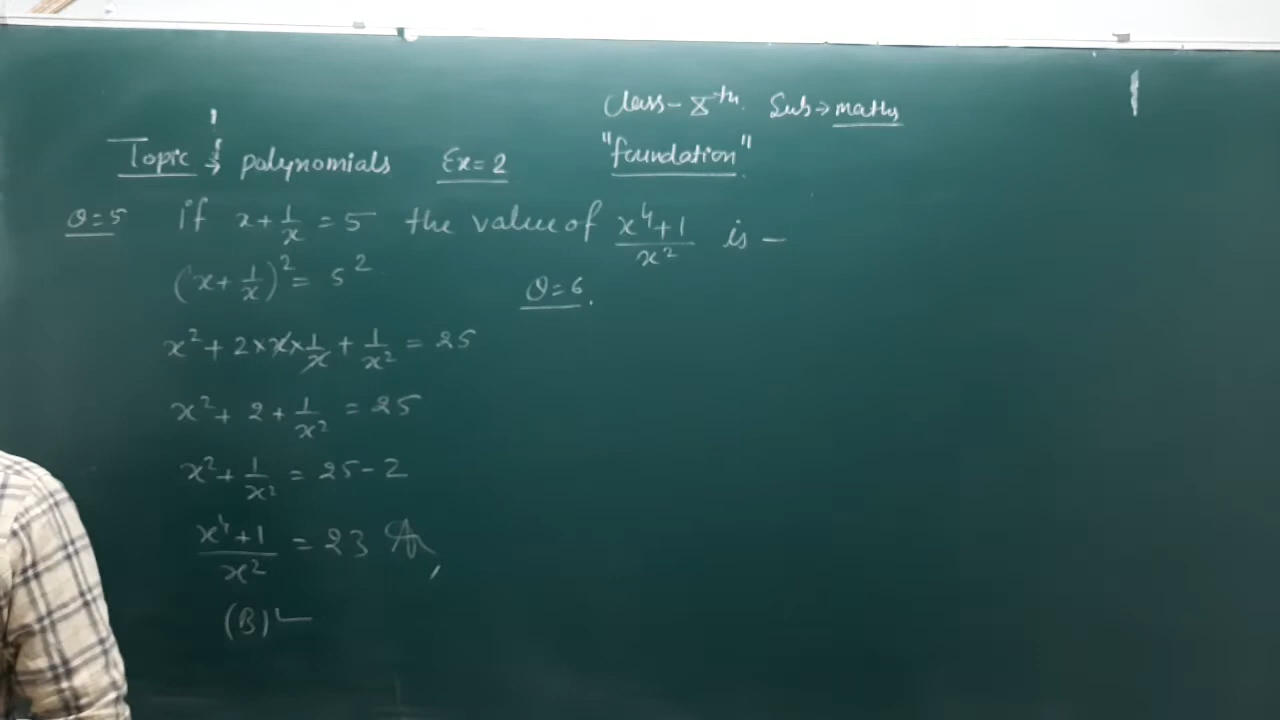 Class - Xth. Sub → maths
Topic → polynomials Ex = 2 "foundation"
Q = 5 If x + 1/x = 5 the value of (x⁴+1)/x² is —
(x + 1/x)² = 5²
Q = 6.
x² + 2 × x × 1/x + 1/x² = 25
x² + 2 + 1/x² = 25
x² + 1/x² = 25 - 2
(x⁴+1)/x² = 23
(B)